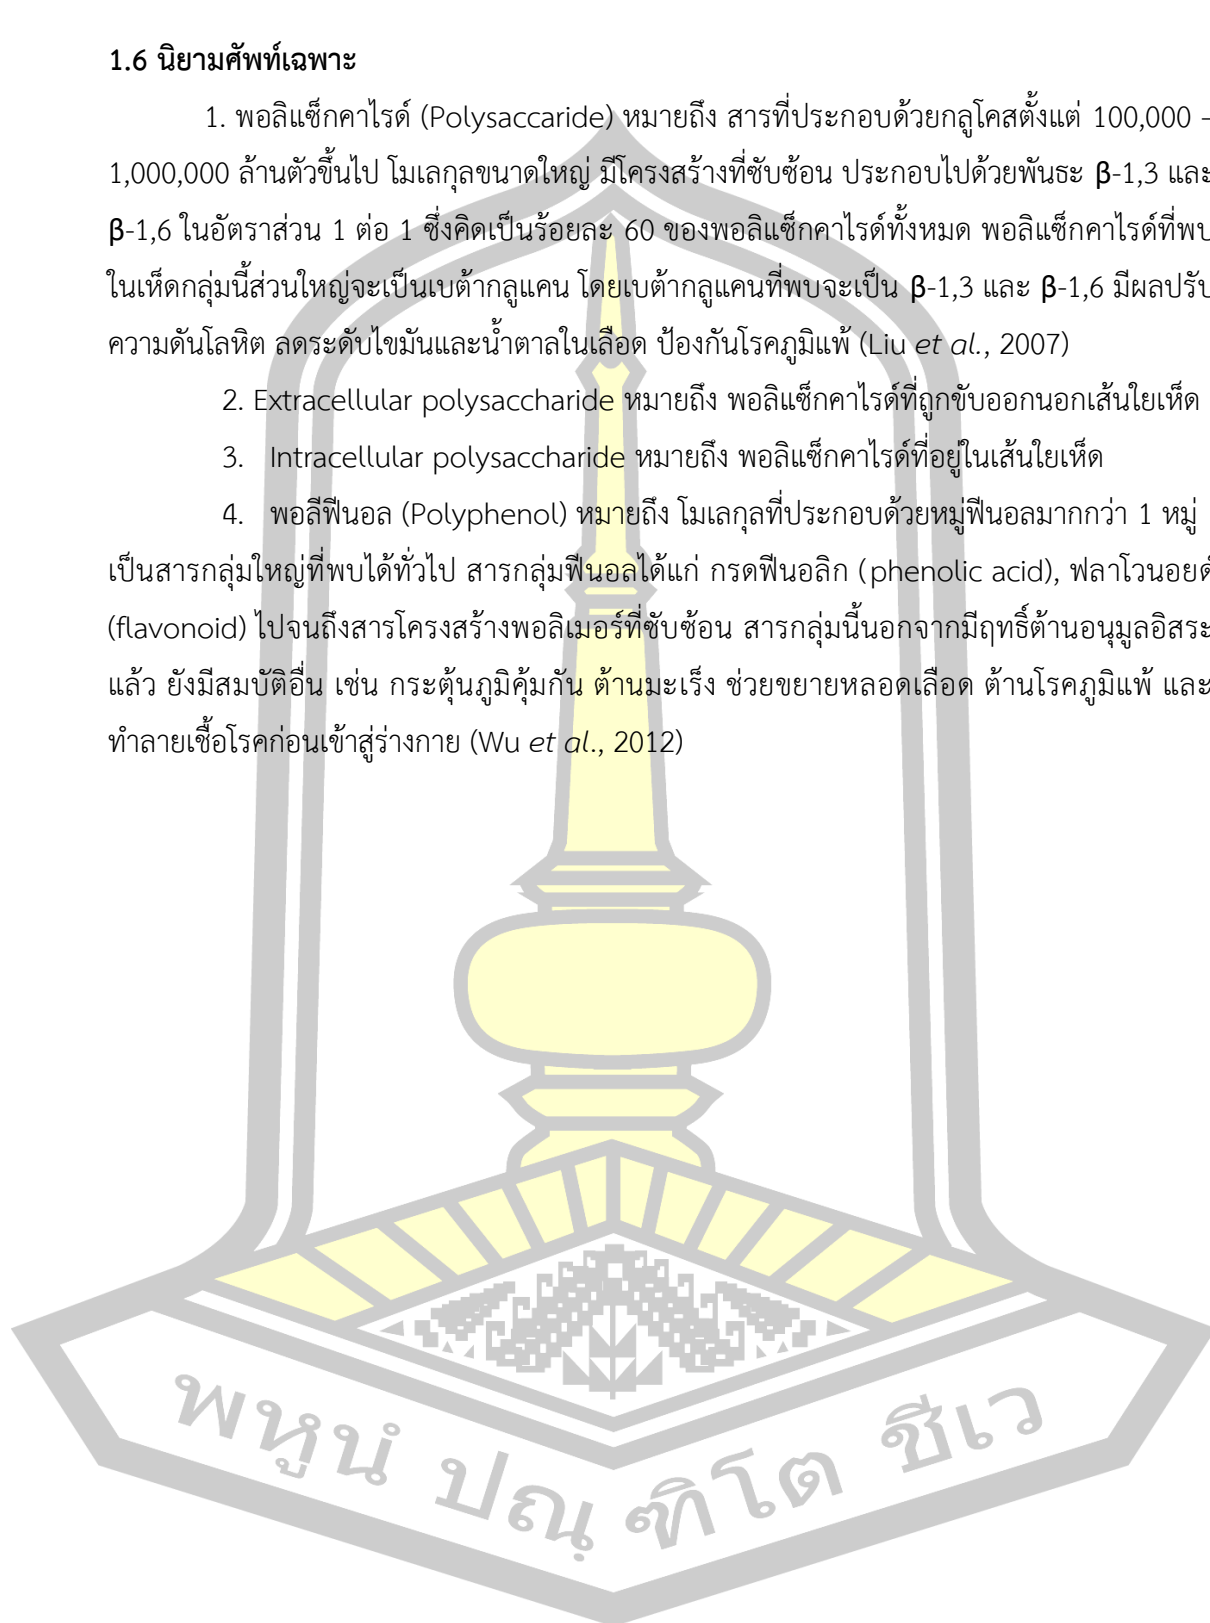 1.6 นิยามศัพท์เฉพาะ
1. พอลิแซ็กคาไรด์ (Polysaccaride) หมายถึง สารที่ประกอบด้วยกลูโคสตั้งแต่ 100,000 -
1,000,000 ล้านตัวขึ้นไป โมเลกุลขนาดใหญ่ มีโครงสร้างที่ซับซ้อน ประกอบไปด้วยพันธะ β-1,3 และ
β-1,6 ในอัตราส่วน 1 ต่อ 1 ซึ่งคิดเป็นร้อยละ 60 ของพอลิแซ็กคาไรด์ทั้งหมด พอลิแซ็กคาไรด์ที่พบ
ในเห็ดกลุ่มนี้ส่วนใหญ่จะเป็นเบต้ากลูแคน โดยเบต้ากลูแคนที่พบจะเป็น β-1,3 และ β-1,6 มีผลปรับ
ความดันโลหิต ลดระดับไขมันและน้ำตาลในเลือด ป้องกันโรคภูมิแพ้ (Liu et al., 2007)
2. Extracellular polysaccharide หมายถึง พอลิแซ็กคาไรด์ที่ถูกขับออกนอกเส้นใยเห็ด
3. Intracellular polysaccharide หมายถึง พอลิแซ็กคาไรด์ที่อยู่ในเส้นใยเห็ด
4. พอลีฟีนอล (Polyphenol) หมายถึง โมเลกุลที่ประกอบด้วยหมู่ฟีนอลมากกว่า 1 หมู่
เป็นสารกลุ่มใหญ่ที่พบได้ทั่วไป สารกลุ่มฟีนอลได้แก่ กรดฟีนอลิก (phenolic acid), ฟลาโวนอยด์
(flavonoid) ไปจนถึงสารโครงสร้างพอลิเมอร์ที่ซับซ้อน สารกลุ่มนี้นอกจากมีฤทธิ์ต้านอนุมูลอิสระ
แล้ว ยังมีสมบัติอื่น เช่น กระตุ้นภูมิคุ้มกัน ต้านมะเร็ง ช่วยขยายหลอดเลือด ต้านโรคภูมิแพ้ และ
ทำลายเชื้อโรคก่อนเข้าสู่ร่างกาย (Wu et al., 2012)
พหูนํ ปณฺฑิโต ชีเว